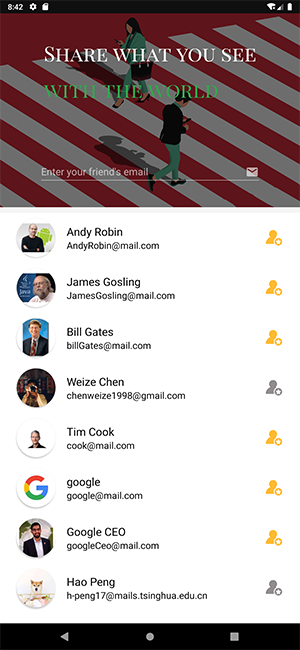 8:42
Share what you see
with the world
Enter your friend's email
Andy Robin
AndyRobin@mail.com
James Gosling
JamesGosling@mail.com
Bill Gates
billGates@mail.com
Weize Chen
chenweize1998@gmail.com
Tim Cook
cook@mail.com
google
google@mail.com
Google CEO
googleCeo@mail.com
Hao Peng
h-peng17@mails.tsinghua.edu.cn